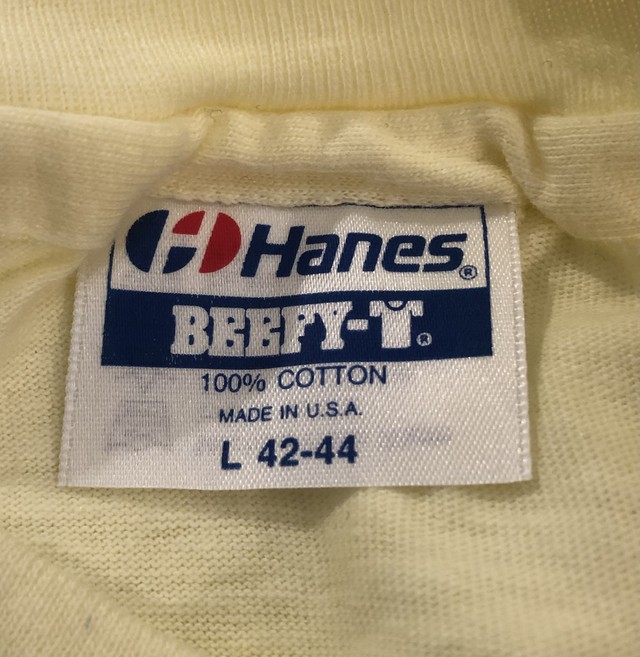 Hanes®
BEEFY-T®
100% COTTON
MADE IN U.S.A.
L 42-44